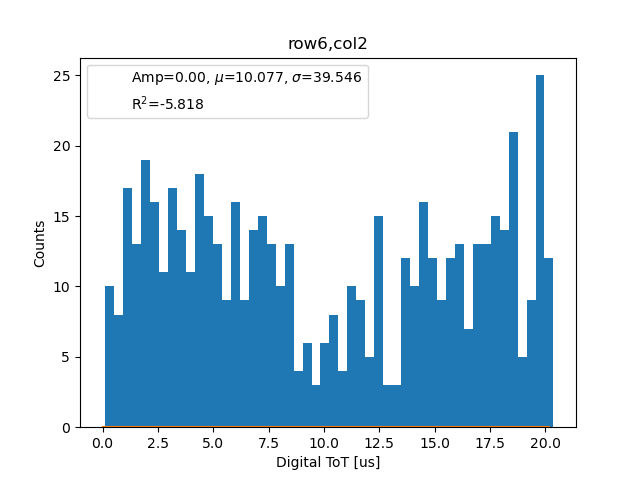 row6,col2
Amp=0.00, μ=10.077, σ=39.546
R²=-5.818
25
20
15
10
5
0
Counts
0.0 2.5 5.0 7.5 10.0 12.5 15.0 17.5 20.0
Digital ToT [us]